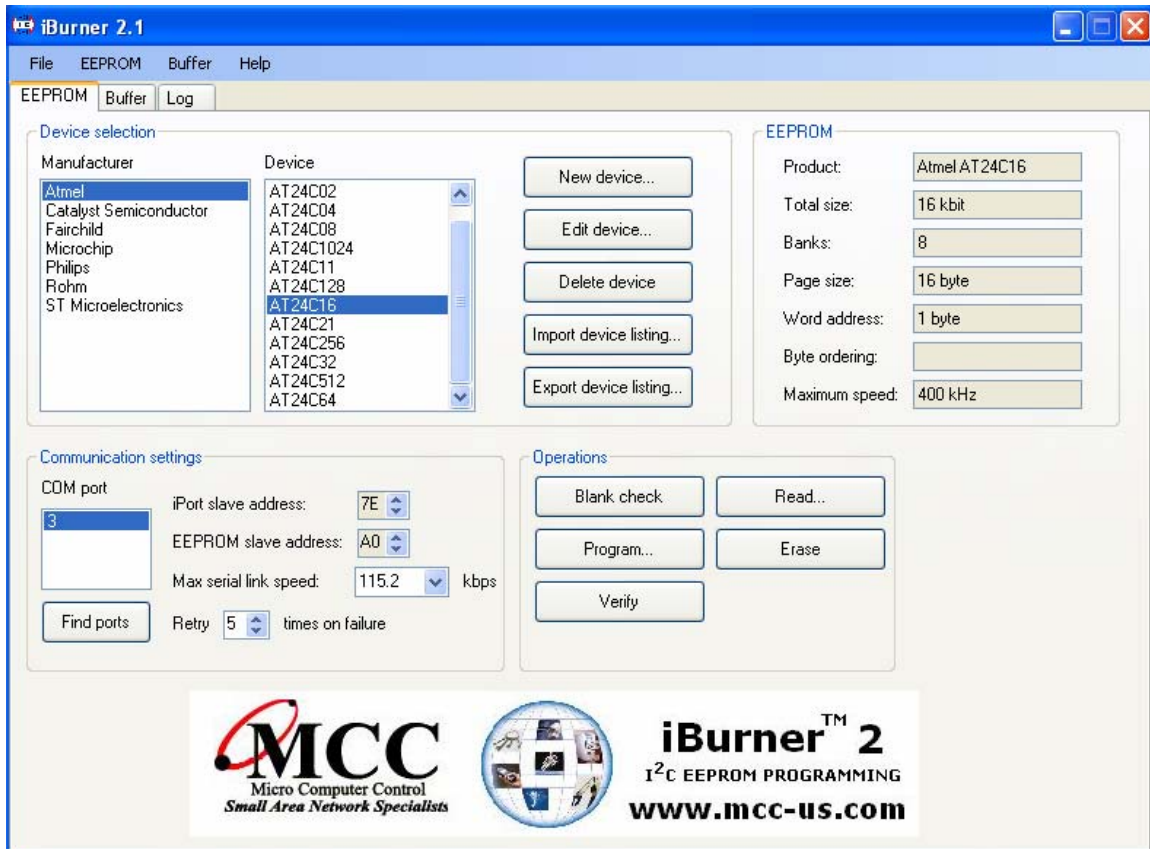 iBurner 2.1
File EEPROM Buffer Help
EEPROM Buffer Log
Device selection
Manufacturer
Atmel
Catalyst Semiconductor
Fairchild
Microchip
Philips
Rohm
ST Microelectronics
Device
AT24C02
AT24C04
AT24C08
AT24C1024
AT24C11
AT24C128
AT24C16
AT24C21
AT24C256
AT24C32
AT24C512
AT24C64
New device...
Edit device...
Delete device
Import device listing...
Export device listing...
EEPROM
Product: Atmel AT24C16
Total size: 16 kbit
Banks: 8
Page size: 16 byte
Word address: 1 byte
Byte ordering:
Maximum speed: 400 kHz
Communication settings
COM port
3
Find ports
iPort slave address: 7E
EEPROM slave address: A0
Max serial link speed: 115.2 kbps
Retry 5 times on failure
Operations
Blank check Read...
Program... Erase
Verify
MCC
Micro Computer Control
Small Area Network Specialists
iBurner™ 2
I²C EEPROM PROGRAMMING
www.mcc-us.com